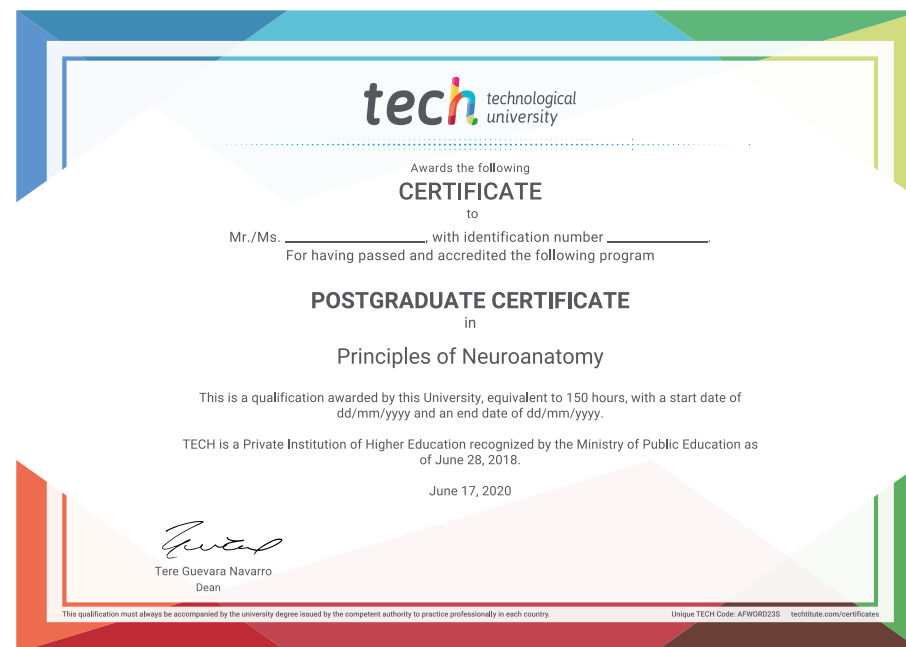 tech technological
university
Awards the following
CERTIFICATE
to
Mr./Ms. ____________________, with identification number ______________.
For having passed and accredited the following program
POSTGRADUATE CERTIFICATE
in
Principles of Neuroanatomy
This is a qualification awarded by this University, equivalent to 150 hours, with a start date of
dd/mm/yyyy and an end date of dd/mm/yyyy.
TECH is a Private Institution of Higher Education recognized by the Ministry of Public Education as
of June 28, 2018.
June 17, 2020
Tere Guevara Navarro
Dean
This qualification must always be accompanied by the university degree issued by the competent authority to practice professionally in each country. Unique TECH Code: AFWORD23S techtitute.com/certificates